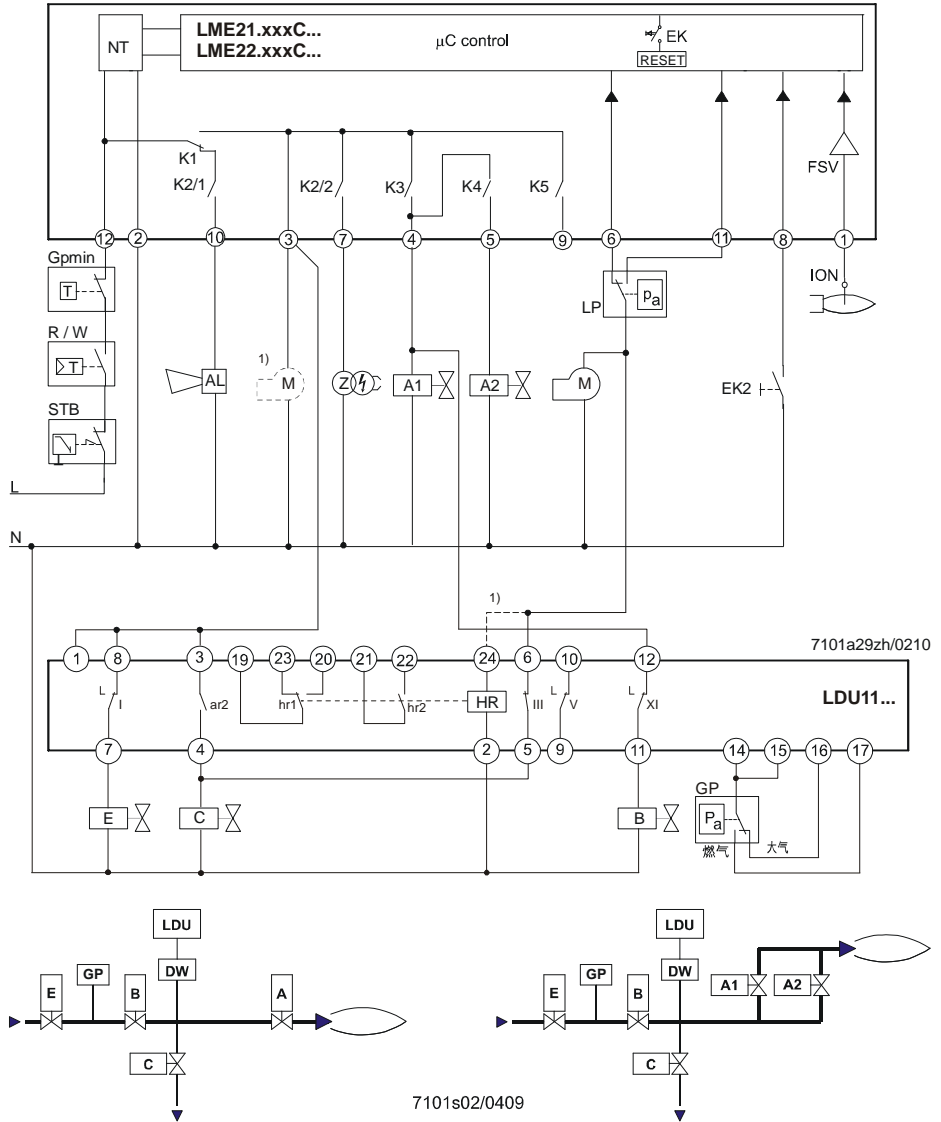 LME21.xxxC...
LME22.xxxC...
NT
µC control
EK
RESET
FSV
K1
K2/1
K2/2
K3
K4
K5
12
2
10
3
7
4
5
9
6
11
8
1
Gpmin
T
ION
LP
Pa
R / W
T
1)
AL
M
Z
A1
A2
M
EK2
STB
L
N
1)
7101a29zh/0210
1
8
3
19
23
20
21
22
24
6
10
12
LDU11...
L
I
ar2
hr1
hr2
HR
III
L
V
L
XI
7
4
2
5
9
11
14
15
16
17
GP
E
C
B
Pa
燃气
大气
LDU
LDU
DW
DW
E
GP
B
A
E
GP
B
A1
A2
C
C
7101s02/0409